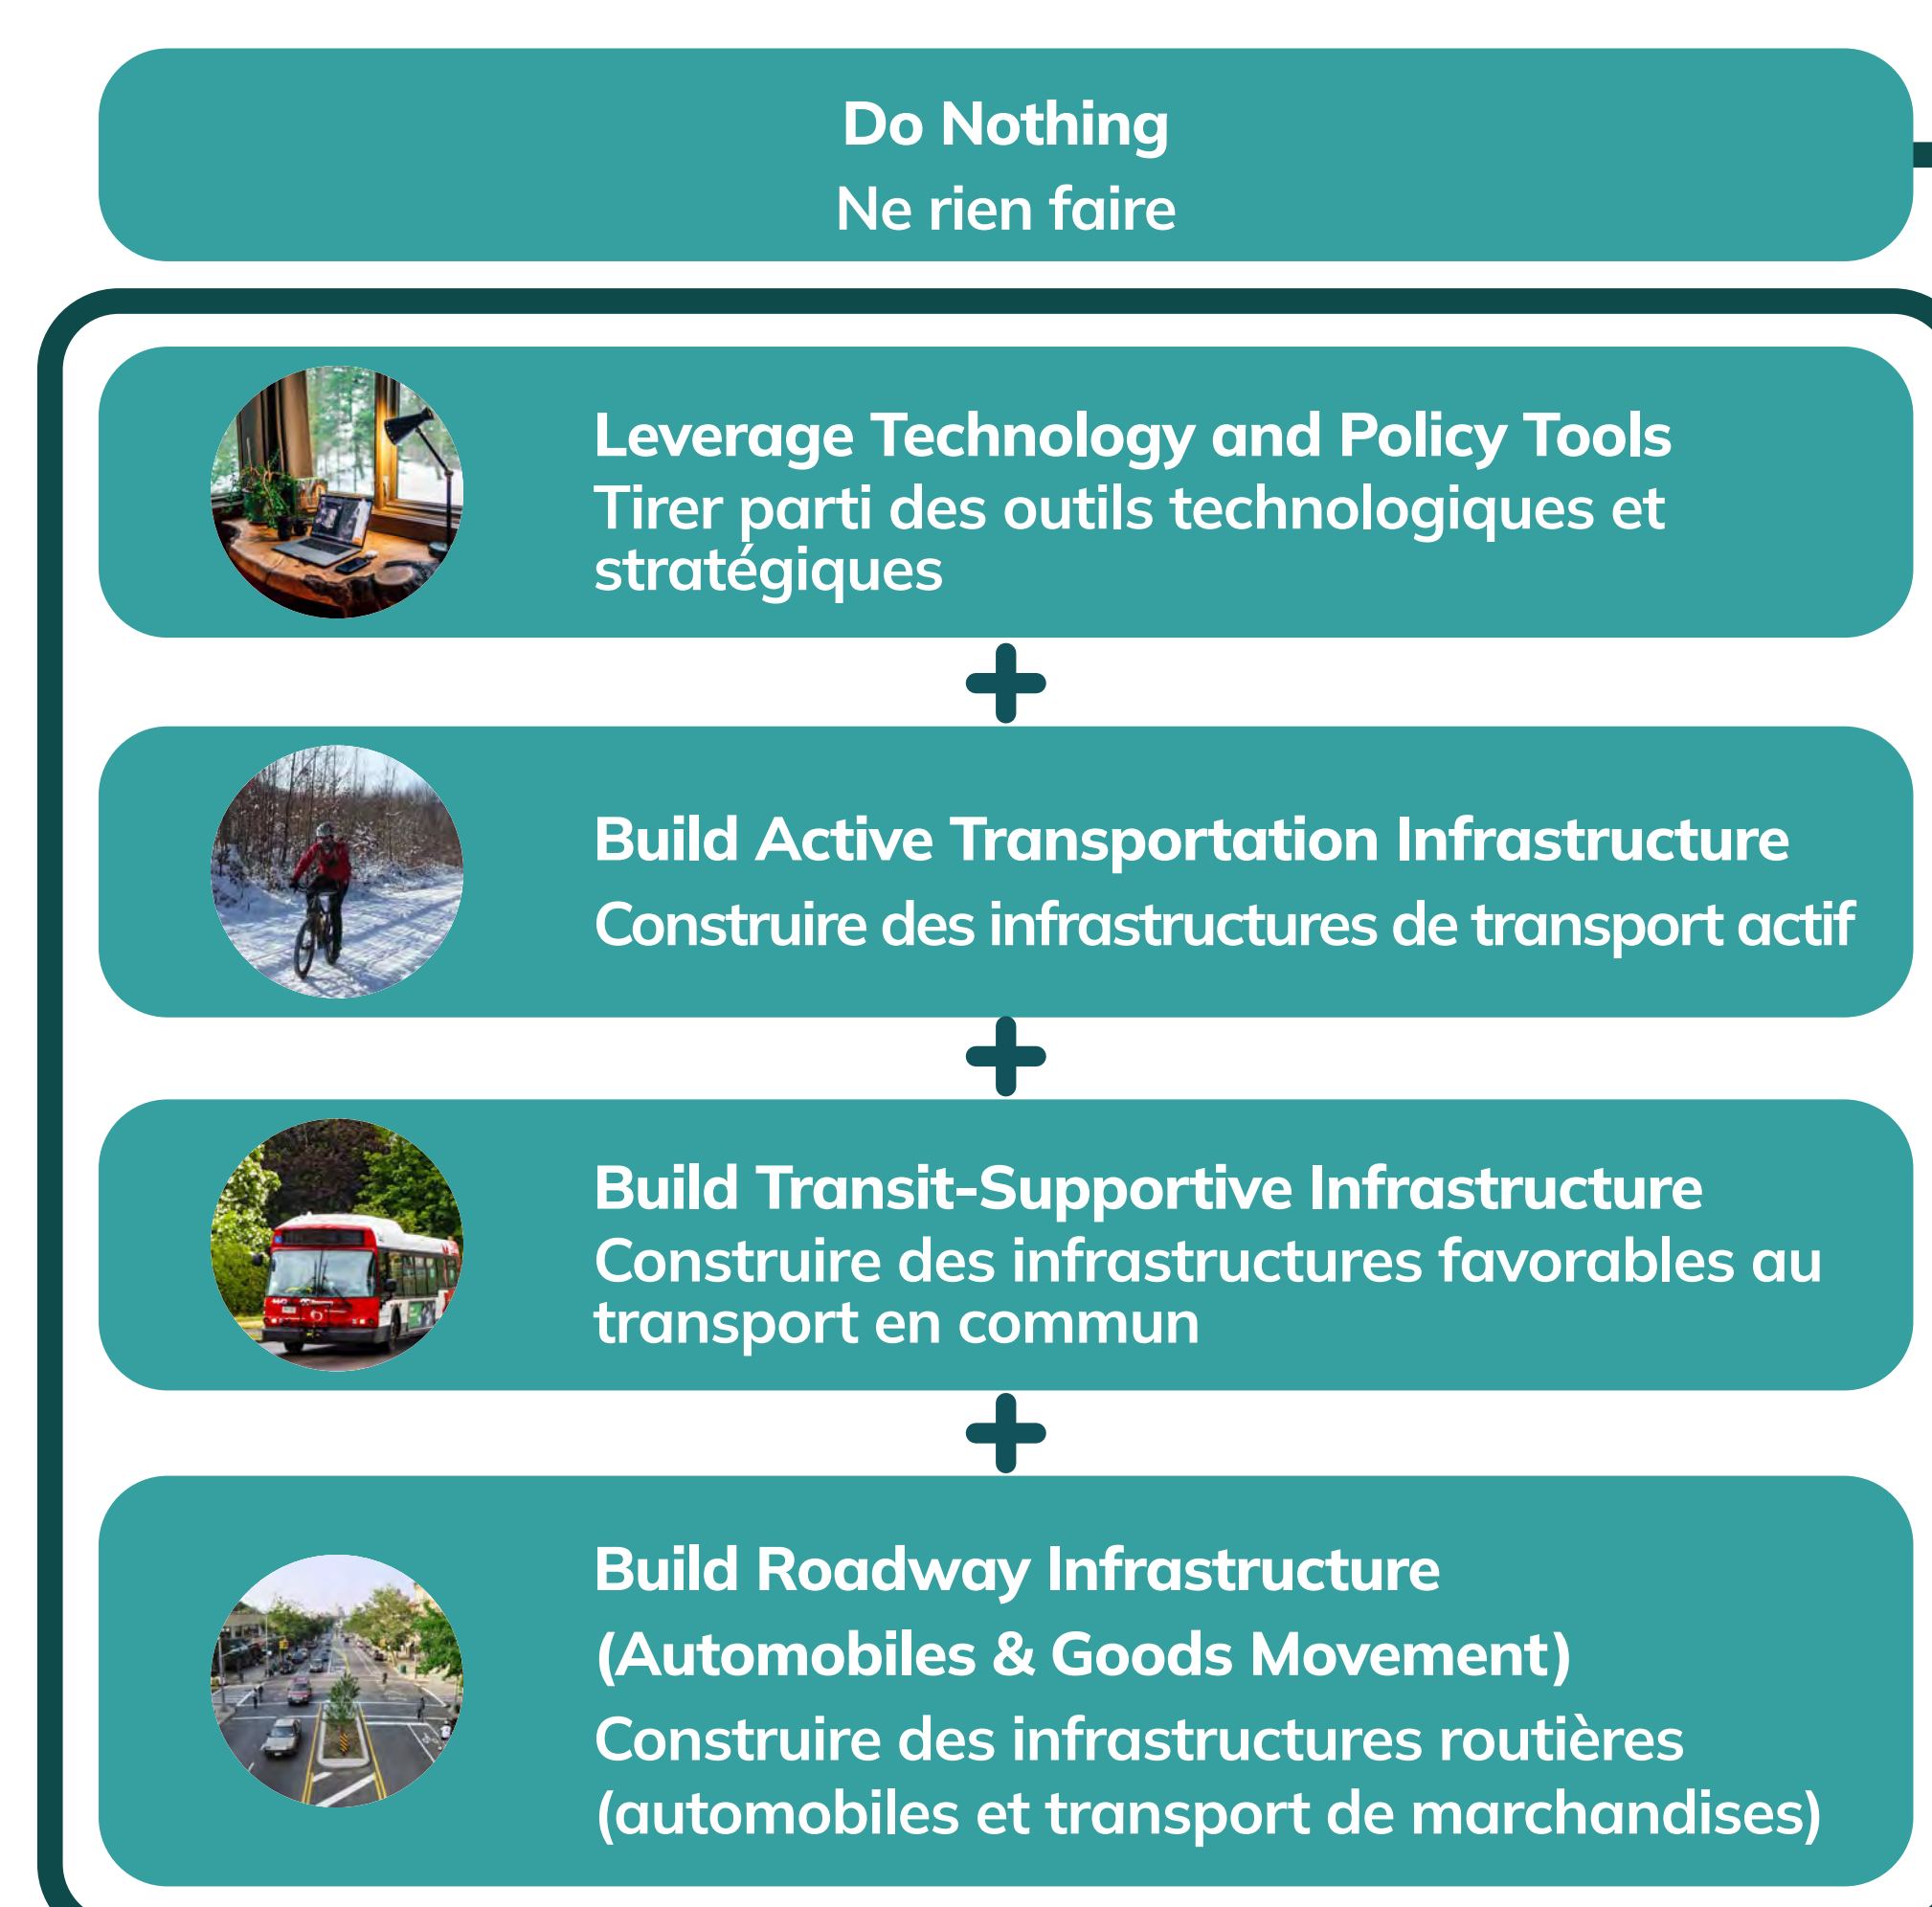 Do Nothing
Ne rien faire
Leverage Technology and Policy Tools
Tirer parti des outils technologiques et
stratégiques
Build Active Transportation Infrastructure
Construire des infrastructures de transport actif
Build Transit-Supportive Infrastructure
Construire des infrastructures favorables au
transport en commun
Build Roadway Infrastructure
(Automobiles & Goods Movement)
Construire des infrastructures routières
(automobiles et transport de marchandises)